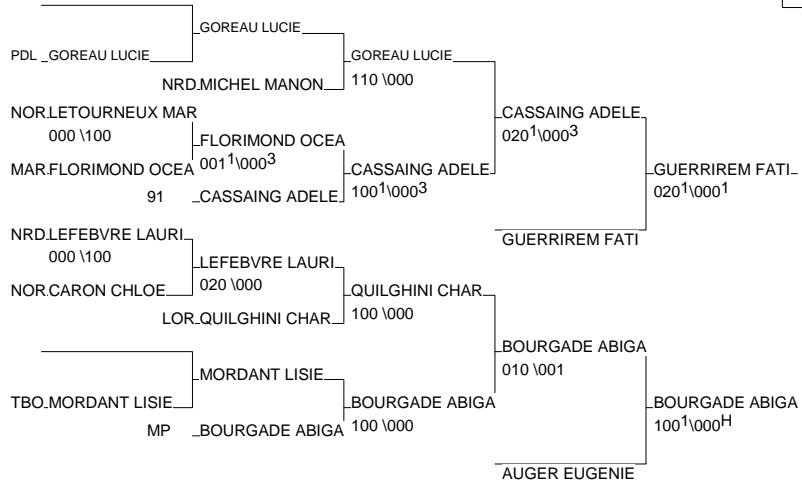 GOREAU LUCIE
PDL GOREAU LUCIE
GOREAU LUCIE
NRD MICHEL MANON
110 \000
NOR LETOURNEUX MAR
000 \100
CASSAING ADELE
020¹\000³
FLORIMOND OCEA
001¹\000³
MAR FLORIMOND OCEA
CASSAING ADELE
100¹\000³
GUERRIREM FATI
020¹\000¹
91 CASSAING ADELE
NRD LEFEBVRE LAURI
000 \100
GUERRIREM FATI
LEFEBVRE LAURI
020 \000
NOR CARON CHLOE
QUILGHINI CHAR
100 \000
LOR QUILGHINI CHAR
BOURGADE ABIGA
010 \001
MORDANT LISIE
TBO MORDANT LISIE
BOURGADE ABIGA
100 \000
BOURGADE ABIGA
100¹\000ᴴ
MP BOURGADE ABIGA
AUGER EUGENIE